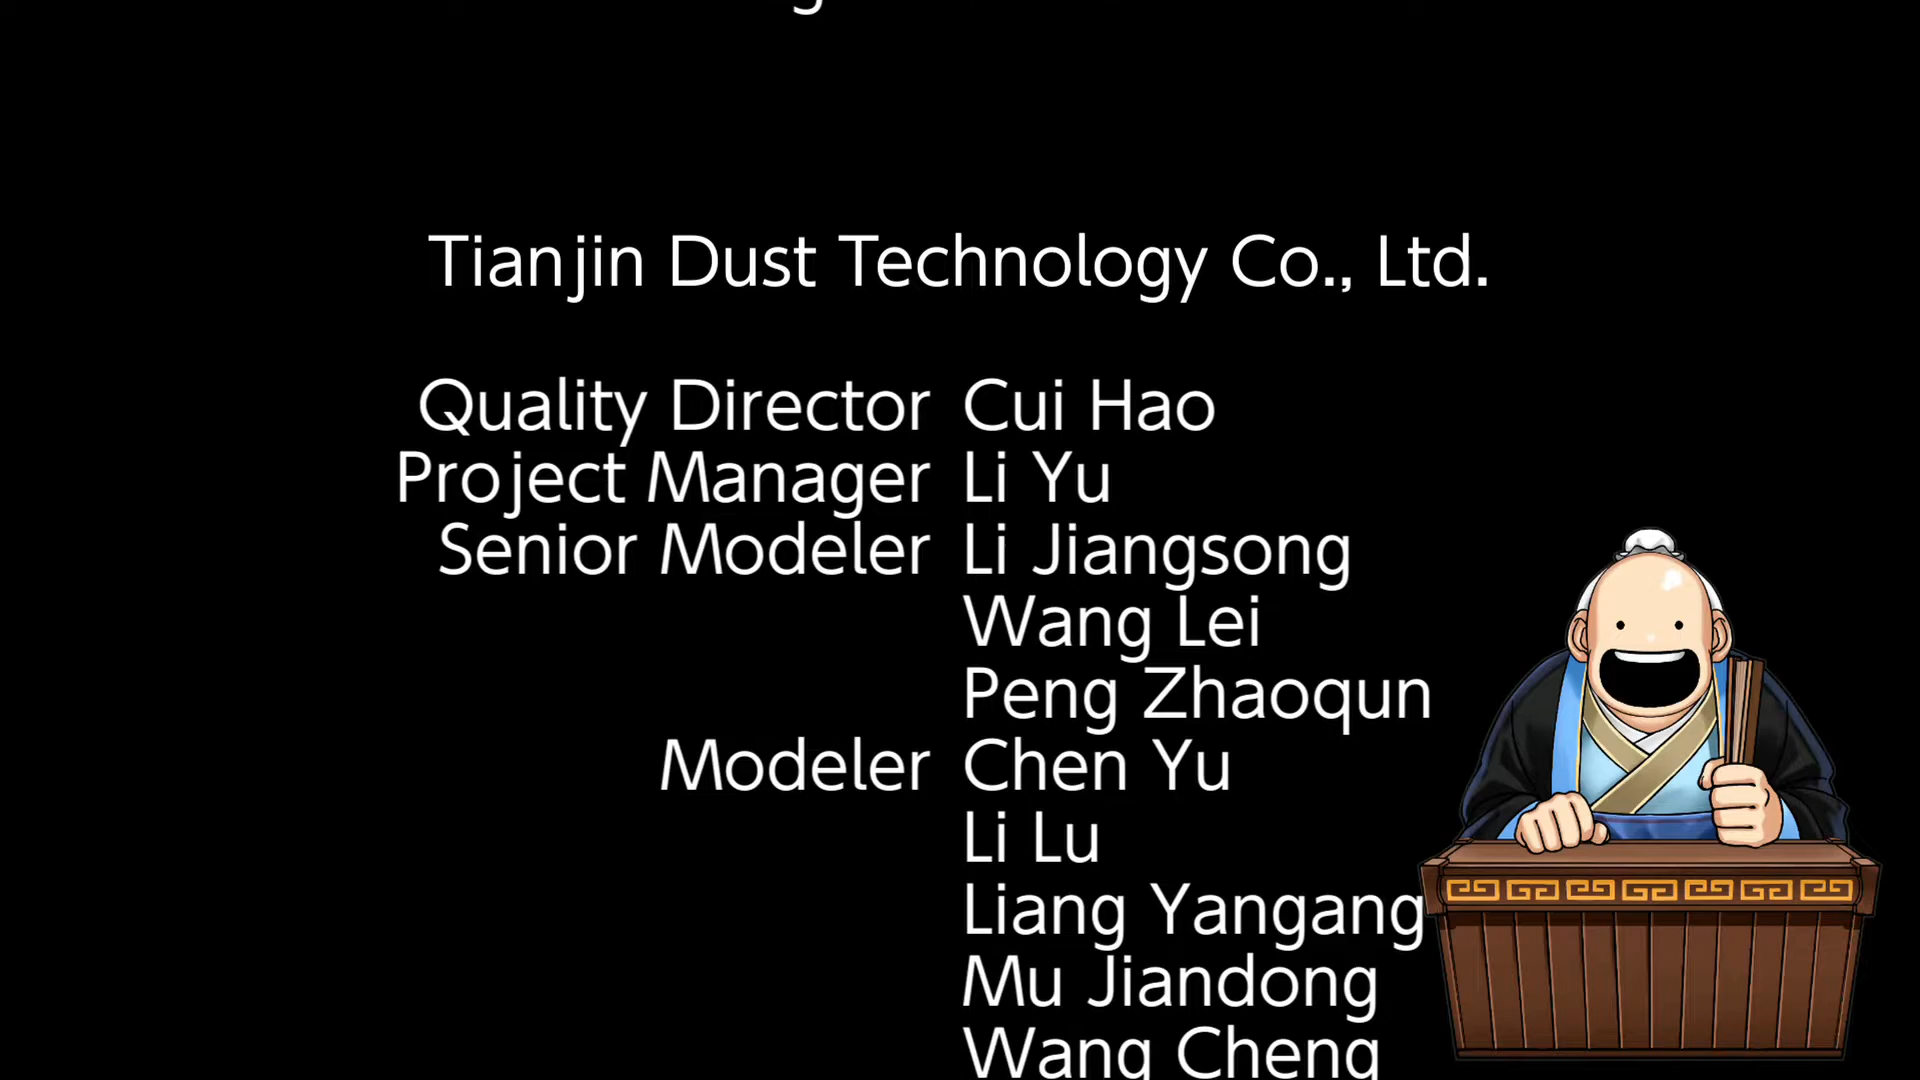 Tianjin Dust Technology Co., Ltd.
Quality Director Cui Hao
Project Manager Li Yu
Senior Modeler Li Jiangsong
Wang Lei
Peng Zhaoqun
Modeler Chen Yu
Li Lu
Liang Yangang
Mu Jiandong
Wang Cheng